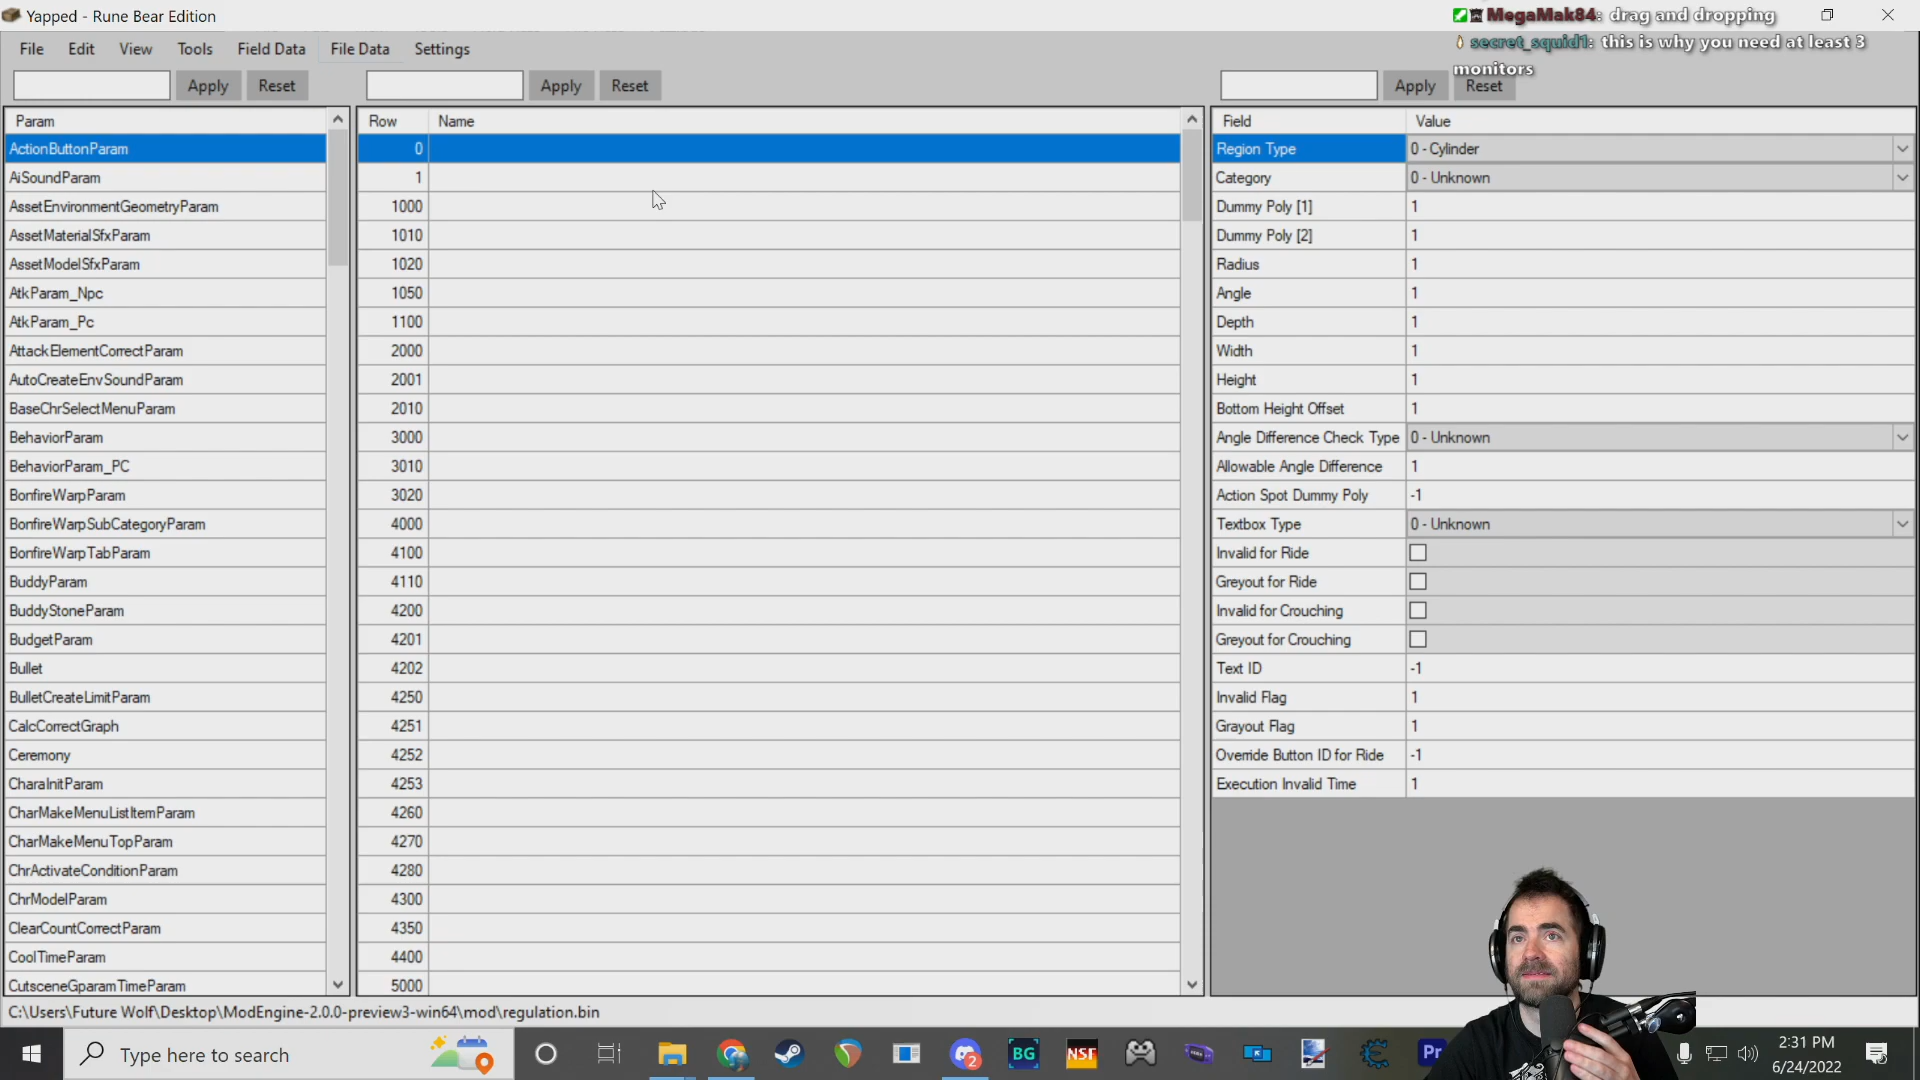 Yapped - Rune Bear Edition
MegaMak84: drag and dropping
secret_squid1: this is why you need at least 3
monitors
File Edit View Tools Field Data File Data Settings
Apply Reset Apply Reset Apply Reset
Param
ActionButtonParam
AiSoundParam
AssetEnvironmentGeometryParam
AssetMaterialSfxParam
AssetModelSfxParam
AtkParam_Npc
AtkParam_Pc
AttackElementCorrectParam
AutoCreateEnvSoundParam
BaseChrSelectMenuParam
BehaviorParam
BehaviorParam_PC
BonfireWarpParam
BonfireWarpSubCategoryParam
BonfireWarpTabParam
BuddyParam
BuddyStoneParam
BudgetParam
Bullet
BulletCreateLimitParam
CalcCorrectGraph
Ceremony
CharaInitParam
CharMakeMenuListItemParam
CharMakeMenuTopParam
ChrActivateConditionParam
ChrModelParam
ClearCountCorrectParam
CoolTimeParam
CutsceneGparamTimeParam
Row Name
0
1
1000
1010
1020
1050
1100
2000
2001
2010
3000
3010
3020
4000
4100
4110
4200
4201
4202
4250
4251
4252
4253
4260
4270
4280
4300
4350
4400
5000
Field Value
Region Type 0 - Cylinder
Category 0 - Unknown
Dummy Poly [1] 1
Dummy Poly [2] 1
Radius 1
Angle 1
Depth 1
Width 1
Height 1
Bottom Height Offset 1
Angle Difference Check Type 0 - Unknown
Allowable Angle Difference 1
Action Spot Dummy Poly -1
Textbox Type 0 - Unknown
Invalid for Ride
Greyout for Ride
Invalid for Crouching
Greyout for Crouching
Text ID -1
Invalid Flag 1
Grayout Flag 1
Override Button ID for Ride -1
Execution Invalid Time 1
C:\Users\Future Wolf\Desktop\ModEngine-2.0.0-preview3-win64\mod\regulation.bin
Type here to search
2
BG
NSF
Pr
2:31 PM
6/24/2022